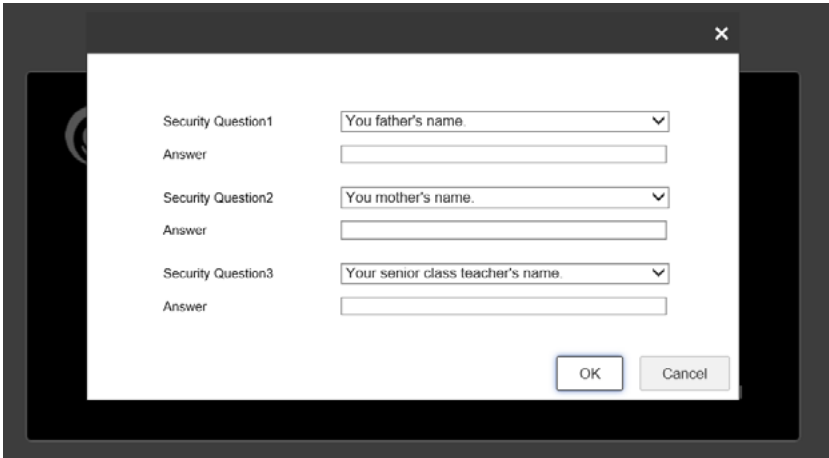 Security Question1 You father's name.
Answer
Security Question2 You mother's name.
Answer
Security Question3 Your senior class teacher's name.
Answer
OK Cancel